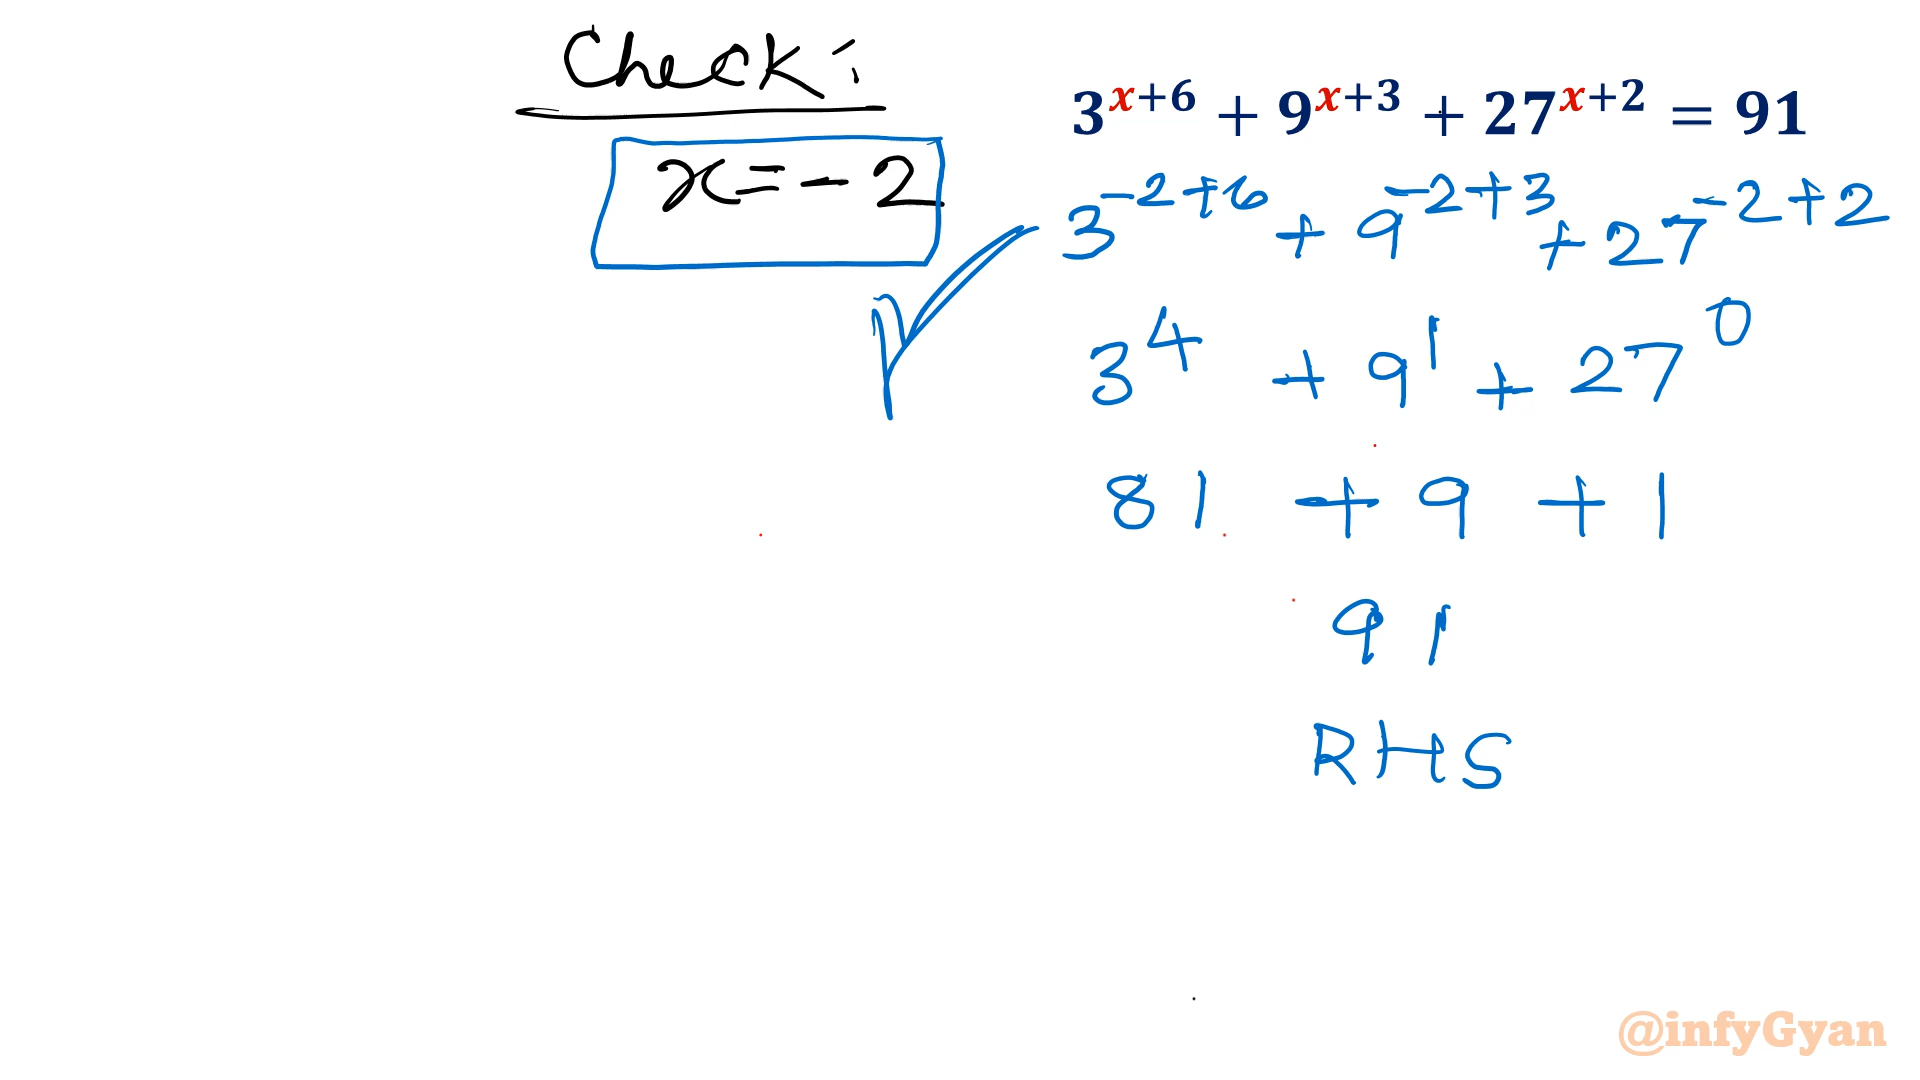 Check:
x = -2
3^{x+6} + 9^{x+3} + 27^{x+2} = 91
3^{-2+6} + 9^{-2+3} + 27^{-2+2}
3^4 + 9^1 + 27^0
81 + 9 + 1
91
RHS
@infyGyan